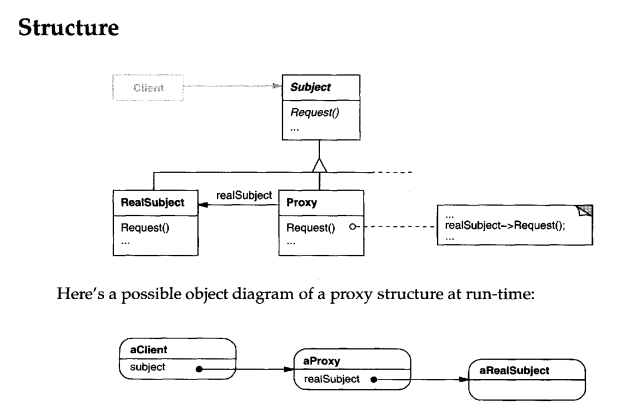 Structure
Client
Subject
Request()
...
realSubject
RealSubject
Request()
...
Proxy
Request()
...
...
realSubject->Request();
...
Here's a possible object diagram of a proxy structure at run-time:
aClient
subject
aProxy
realSubject
aRealSubject